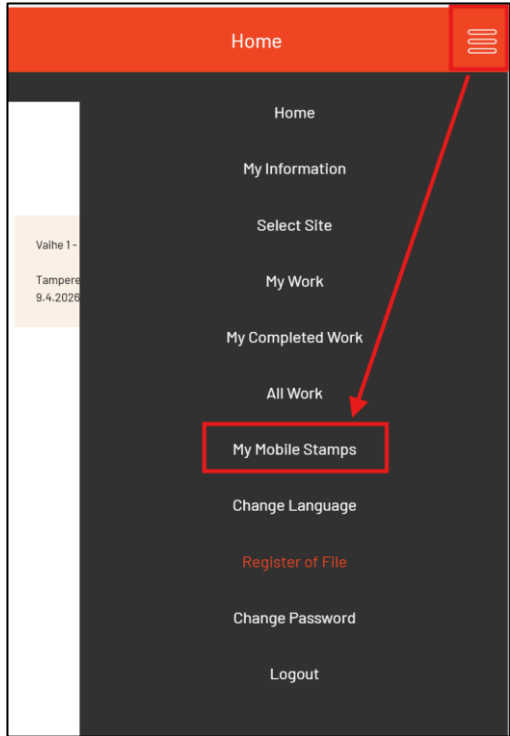 Home
Home
My Information
Select Site
Vaihe 1 -
Tampere
9.4.2026
My Work
My Completed Work
All Work
My Mobile Stamps
Change Language
Register of File
Change Password
Logout